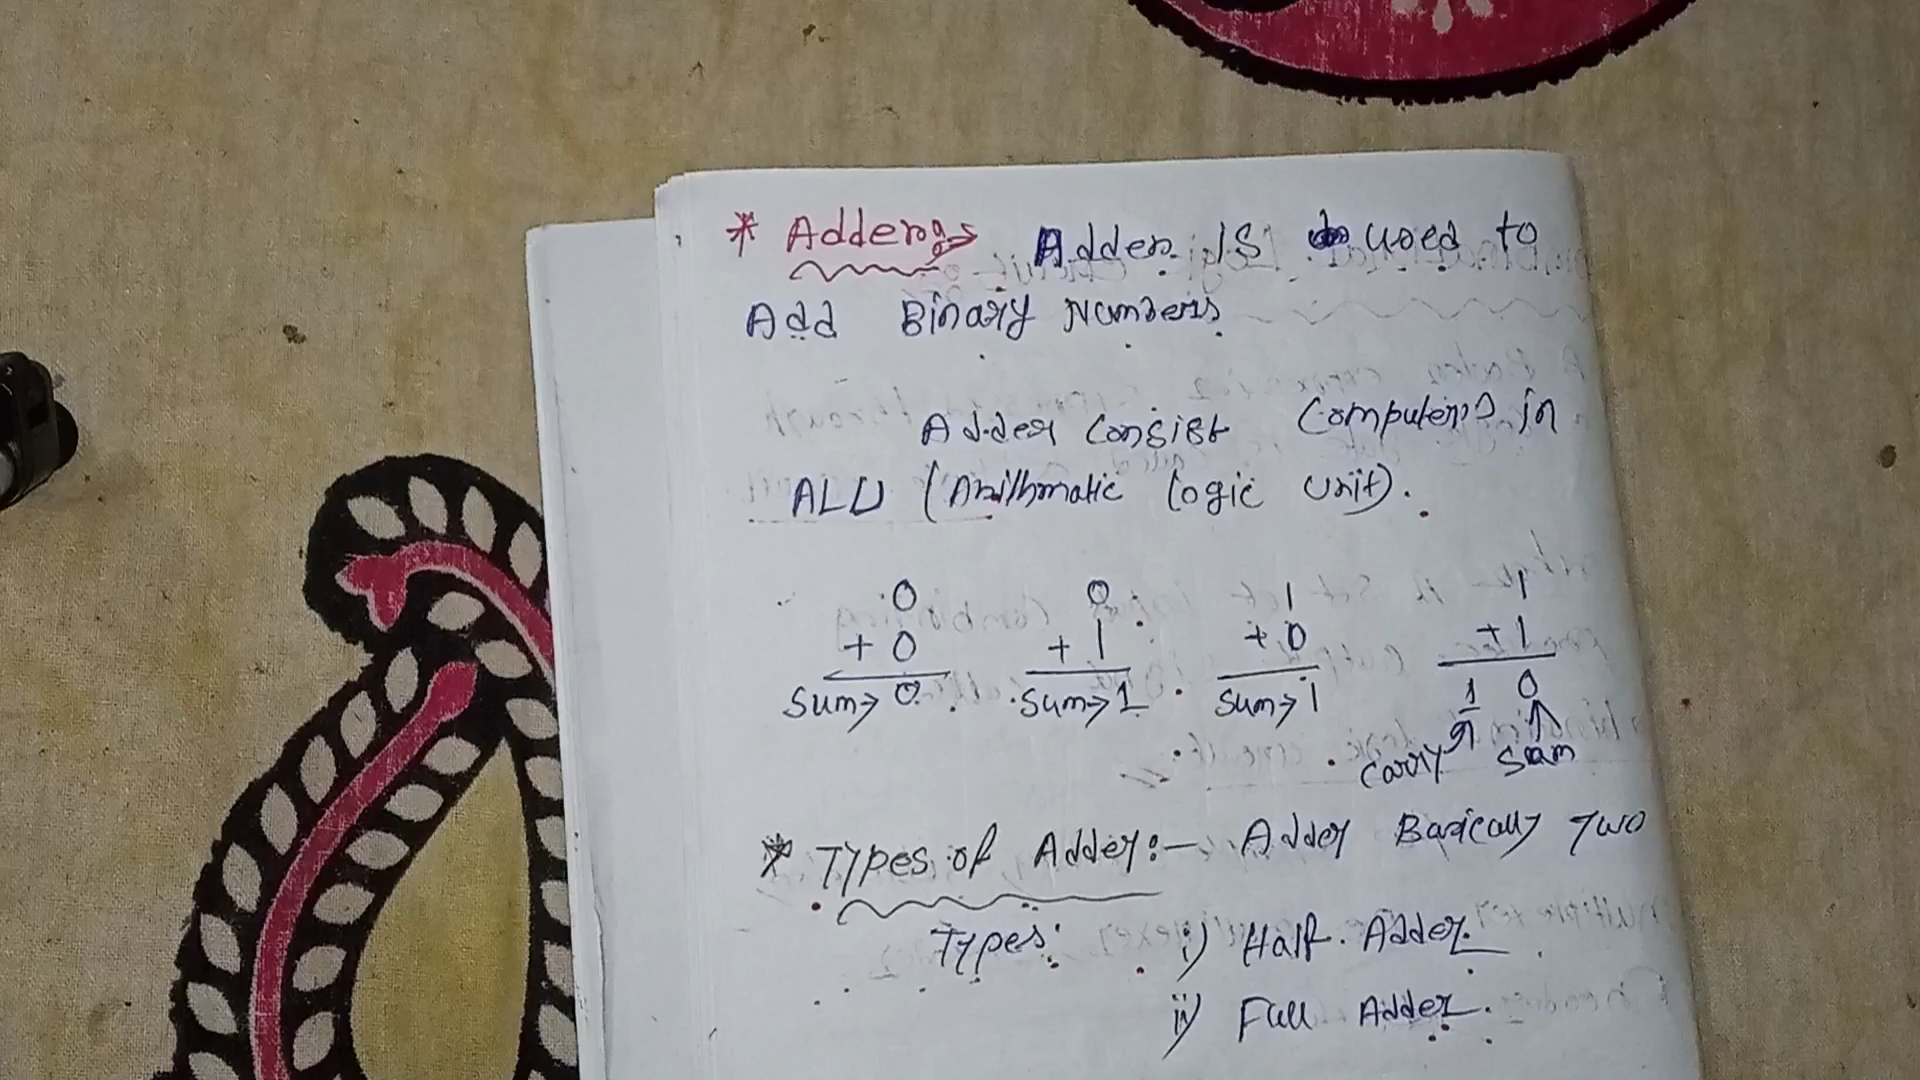 * Adder:→ Adder is used to
Add Binary Numbers
Adder Consist Computers in
ALU (Arithmatic Logic Unit).
0 0 1 1
+ 0 + 1 + 0 + 1
Sum→ 0 Sum→ 1 Sum→ 1 1 0
Carry Sum
* Types of Adder:— Adder Basically Two
Types: i) Half Adder.
ii) Full Adder.